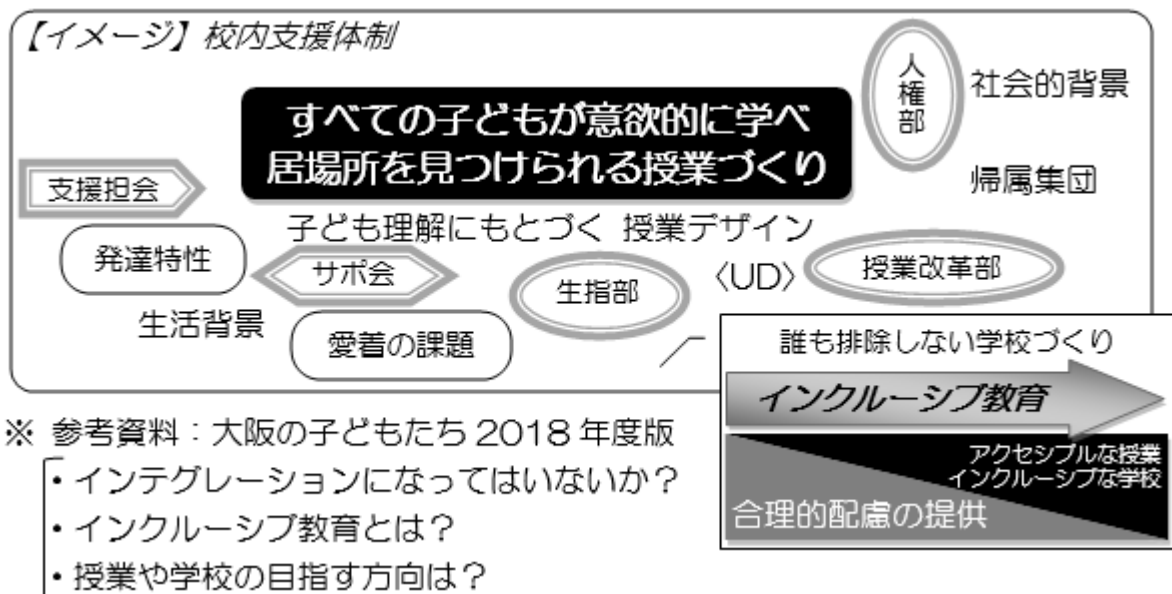 【イメージ】校内支援体制
人権部
社会的背景
すべての子どもが意欲的に学べ
居場所を見つけられる授業づくり
支援担会
帰属集団
子ども理解にもとづく 授業デザイン
発達特性
サポ会
生指部
〈UD〉
授業改革部
生活背景
愛着の課題
誰も排除しない学校づくり
インクルーシブ教育
アクセシブルな授業
インクルーシブな学校
合理的配慮の提供
※ 参考資料：大阪の子どもたち 2018 年度版
・インテグレーションになってはいないか？
・インクルーシブ教育とは？
・授業や学校の目指す方向は？